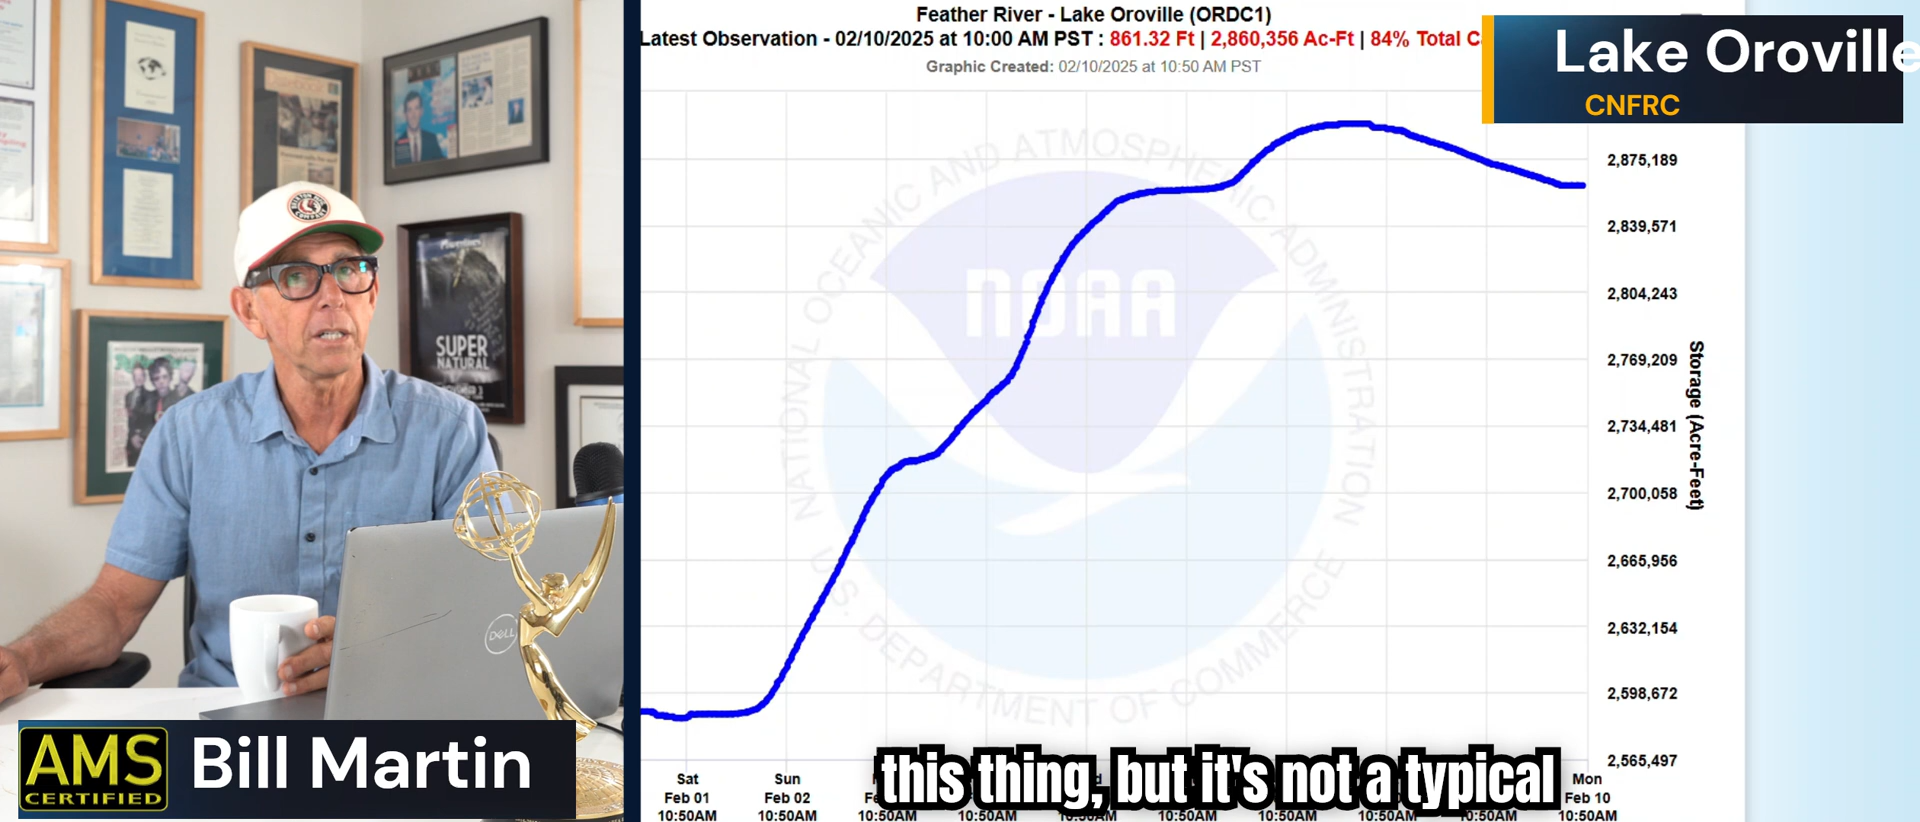 Feather River - Lake Oroville (ORDC1)
Latest Observation - 02/10/2025 at 10:00 AM PST : 861.32 Ft | 2,860,356 Ac-Ft | 84% Total
Graphic Created: 02/10/2025 at 10:50 AM PST
Lake Oroville
CNFRC
2,875,189
2,839,571
2,804,243
2,769,209
2,734,481
2,700,058
2,665,956
2,632,154
2,598,672
2,565,497
Storage (Acre-Feet)
NATIONAL OCEANIC AND ATMOSPHERIC ADMINISTRATION
NOAA
U.S. DEPARTMENT OF COMMERCE
SUPER
NATURAL
DELL
AMS
CERTIFIED
Bill Martin
this thing, but it's not a typical
Sat
Feb 01
10:50AM
Sun
Feb 02
10:50AM
10:50AM
10:50AM
10:50AM
10:50AM
10:50AM
10:50AM
10:50AM
Mon
Feb 10
10:50AM